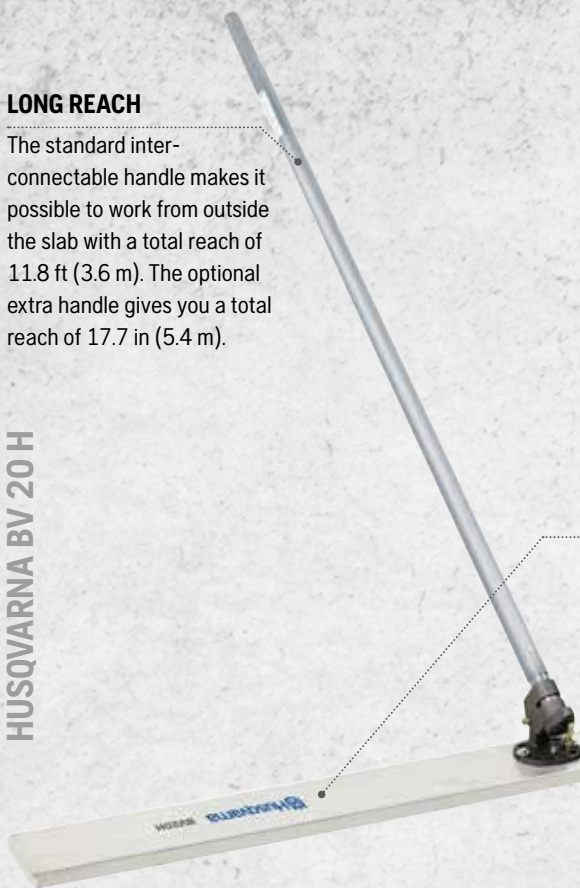 LONG REACH
The standard inter-
connectable handle makes it
possible to work from outside
the slab with a total reach of
11.8 ft (3.6 m). The optional
extra handle gives you a total
reach of 17.7 in (5.4 m).
HUSQVARNA BV 20 H
Husqvarna
BV20H